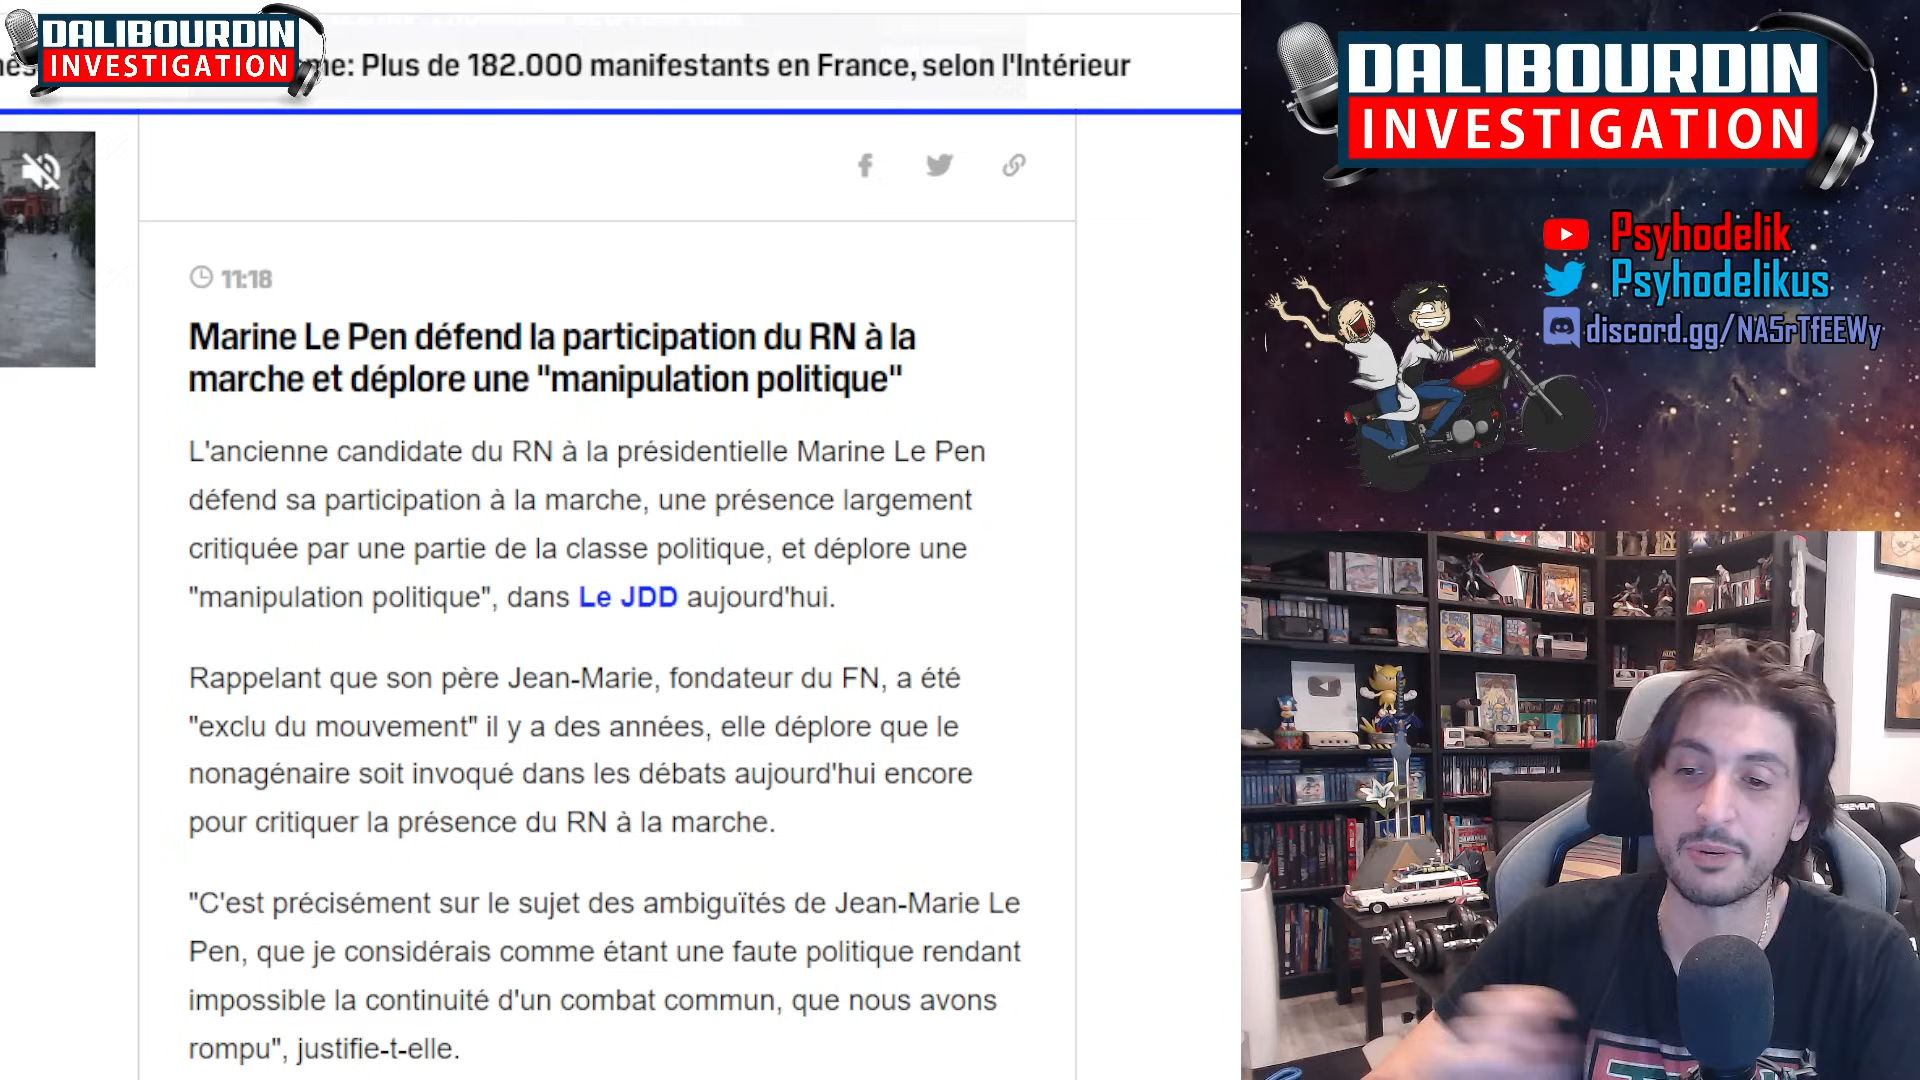 DALIBOURDIN
INVESTIGATION
me: Plus de 182.000 manifestants en France, selon l'Intérieur
11:18
Marine Le Pen défend la participation du RN à la
marche et déplore une "manipulation politique"
L'ancienne candidate du RN à la présidentielle Marine Le Pen
défend sa participation à la marche, une présence largement
critiquée par une partie de la classe politique, et déplore une
"manipulation politique", dans Le JDD aujourd'hui.
Rappelant que son père Jean-Marie, fondateur du FN, a été
"exclu du mouvement" il y a des années, elle déplore que le
nonagénaire soit invoqué dans les débats aujourd'hui encore
pour critiquer la présence du RN à la marche.
"C'est précisément sur le sujet des ambiguïtés de Jean-Marie Le
Pen, que je considérais comme étant une faute politique rendant
impossible la continuité d'un combat commun, que nous avons
rompu", justifie-t-elle.
DALIBOURDIN
INVESTIGATION
Psyhodelik
Psyhodelikus
discord.gg/NA5rTfEEWy